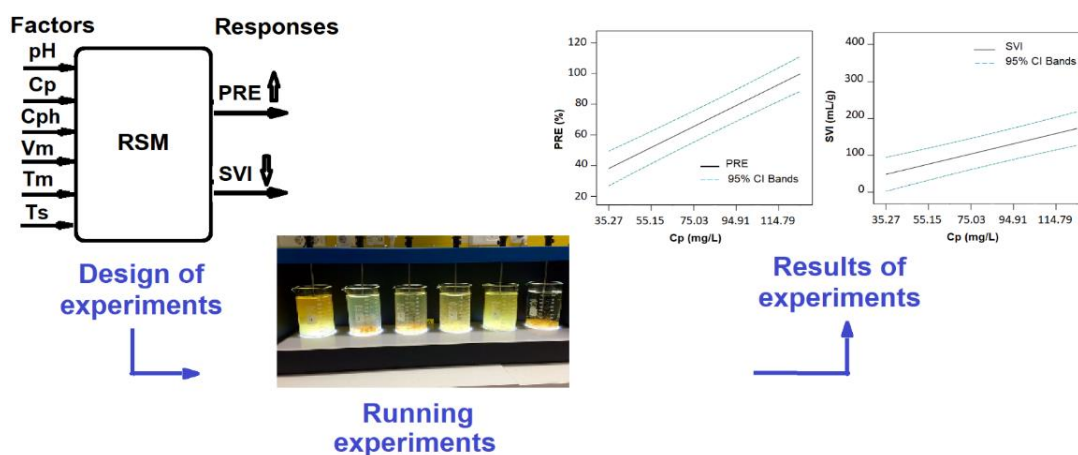 Factors
Responses
pH
Cp
Cph
Vm
Tm
Ts
RSM
PRE
SVI
Design of
experiments
Running
experiments
PRE (%)
120
100
80
60
40
20
PRE
95% CI Bands
35.27 55.15 75.03 94.91 114.79
Cp (mg/L)
SVI (mL/g)
400
300
200
100
0
SVI
95% CI Bands
35.27 55.15 75.03 94.91 114.79
Cp (mg/L)
Results of
experiments